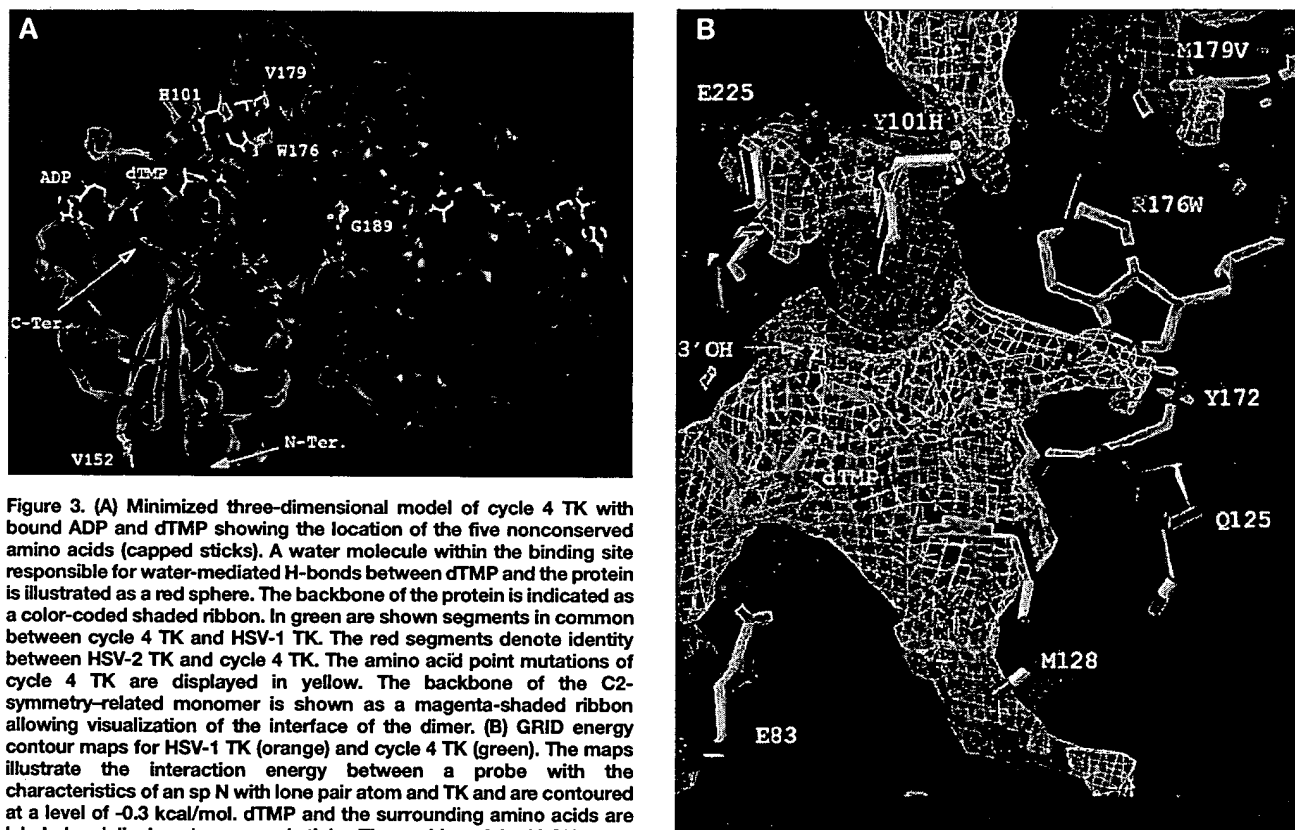 A
V179
H101
W176
ADP
dTMP
G189
C-Ter.
N-Ter.
V152
B
M179V
E225
Y101H
R176W
3'OH
Y172
dTMP
Q125
M128
E83
Figure 3. (A) Minimized three-dimensional model of cycle 4 TK with
bound ADP and dTMP showing the location of the five nonconserved
amino acids (capped sticks). A water molecule within the binding site
responsible for water-mediated H-bonds between dTMP and the protein
is illustrated as a red sphere. The backbone of the protein is indicated as
a color-coded shaded ribbon. In green are shown segments in common
between cycle 4 TK and HSV-1 TK. The red segments denote identity
between HSV-2 TK and cycle 4 TK. The amino acid point mutations of
cycle 4 TK are displayed in yellow. The backbone of the C2-
symmetry–related monomer is shown as a magenta-shaded ribbon
allowing visualization of the interface of the dimer. (B) GRID energy
contour maps for HSV-1 TK (orange) and cycle 4 TK (green). The maps
illustrate the interaction energy between a probe with the
characteristics of an sp N with lone pair atom and TK and are contoured
at a level of -0.3 kcal/mol. dTMP and the surrounding amino acids are